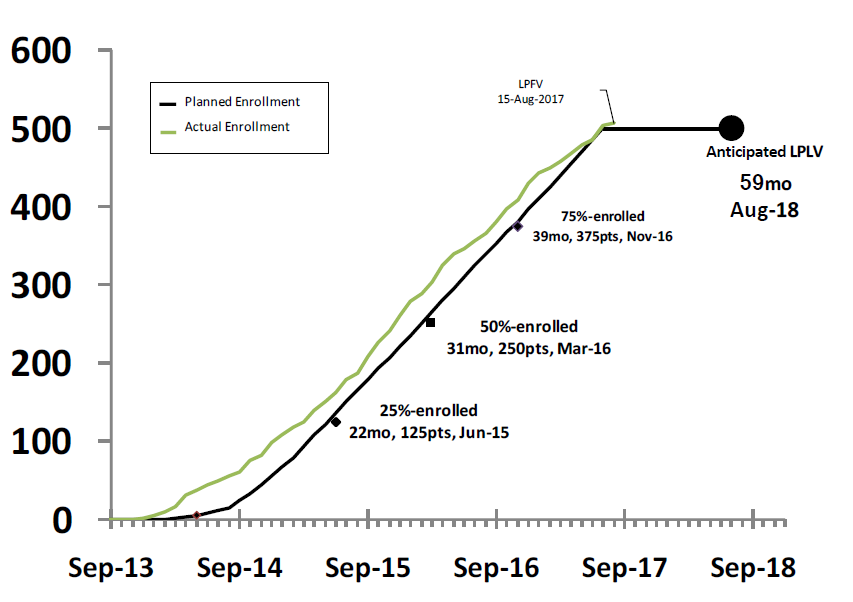 600
500
400
300
200
100
0
Planned Enrollment
Actual Enrollment
LPFV
15-Aug-2017
Anticipated LPLV
59mo
Aug-18
75%-enrolled
39mo, 375pts, Nov-16
50%-enrolled
31mo, 250pts, Mar-16
25%-enrolled
22mo, 125pts, Jun-15
Sep-13 Sep-14 Sep-15 Sep-16 Sep-17 Sep-18